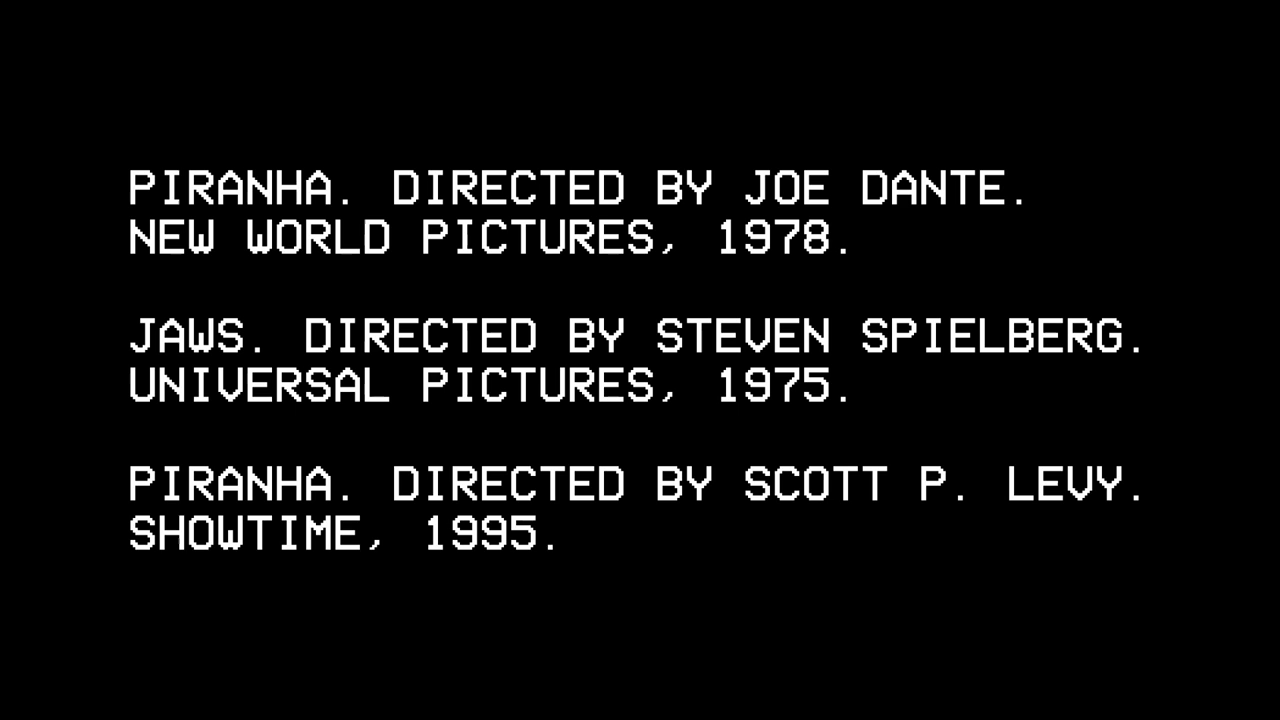 PIRANHA. DIRECTED BY JOE DANTE.
NEW WORLD PICTURES, 1978.
JAWS. DIRECTED BY STEVEN SPIELBERG.
UNIVERSAL PICTURES, 1975.
PIRANHA. DIRECTED BY SCOTT P. LEVY.
SHOWTIME, 1995.